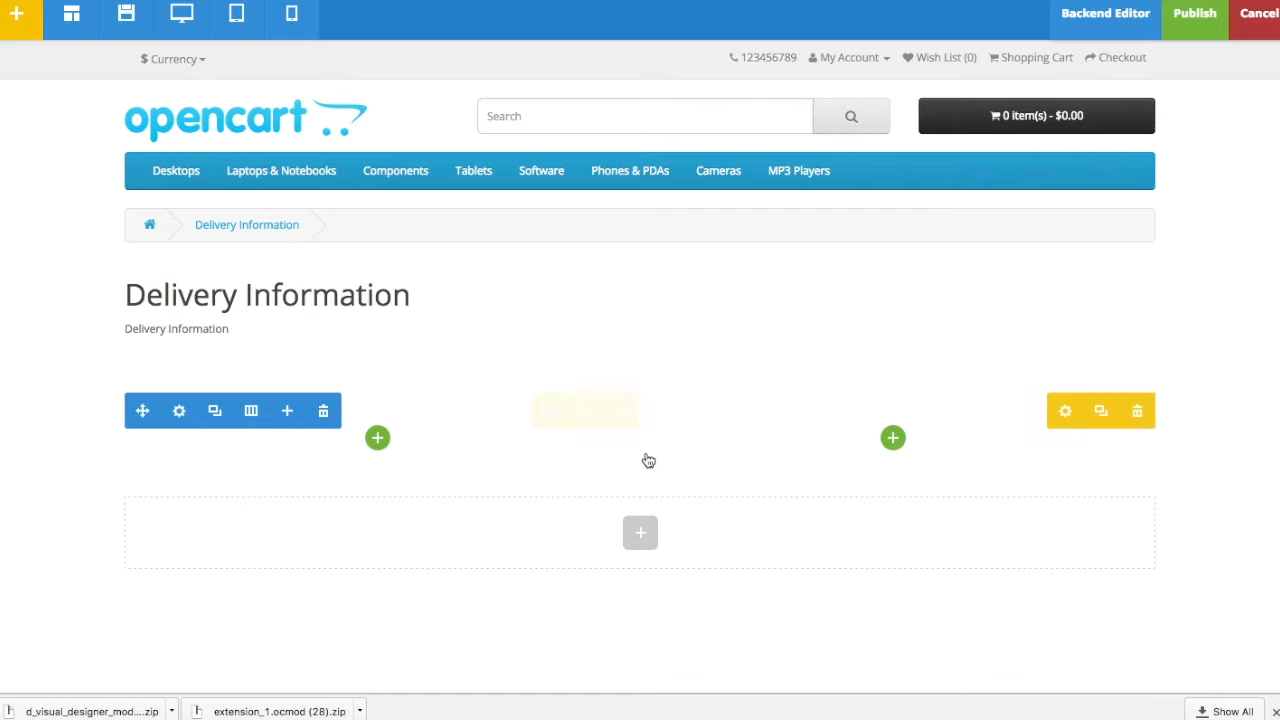 Backend Editor
Publish
Cancel
$ Currency
123456789
My Account
Wish List (0)
Shopping Cart
Checkout
opencart
Search
0 item(s) - $0.00
Desktops
Laptops & Notebooks
Components
Tablets
Software
Phones & PDAs
Cameras
MP3 Players
Delivery Information
Delivery Information
Delivery Information
d_visual_designer_mod....zip
extension_1.ocmod (28).zip
Show All